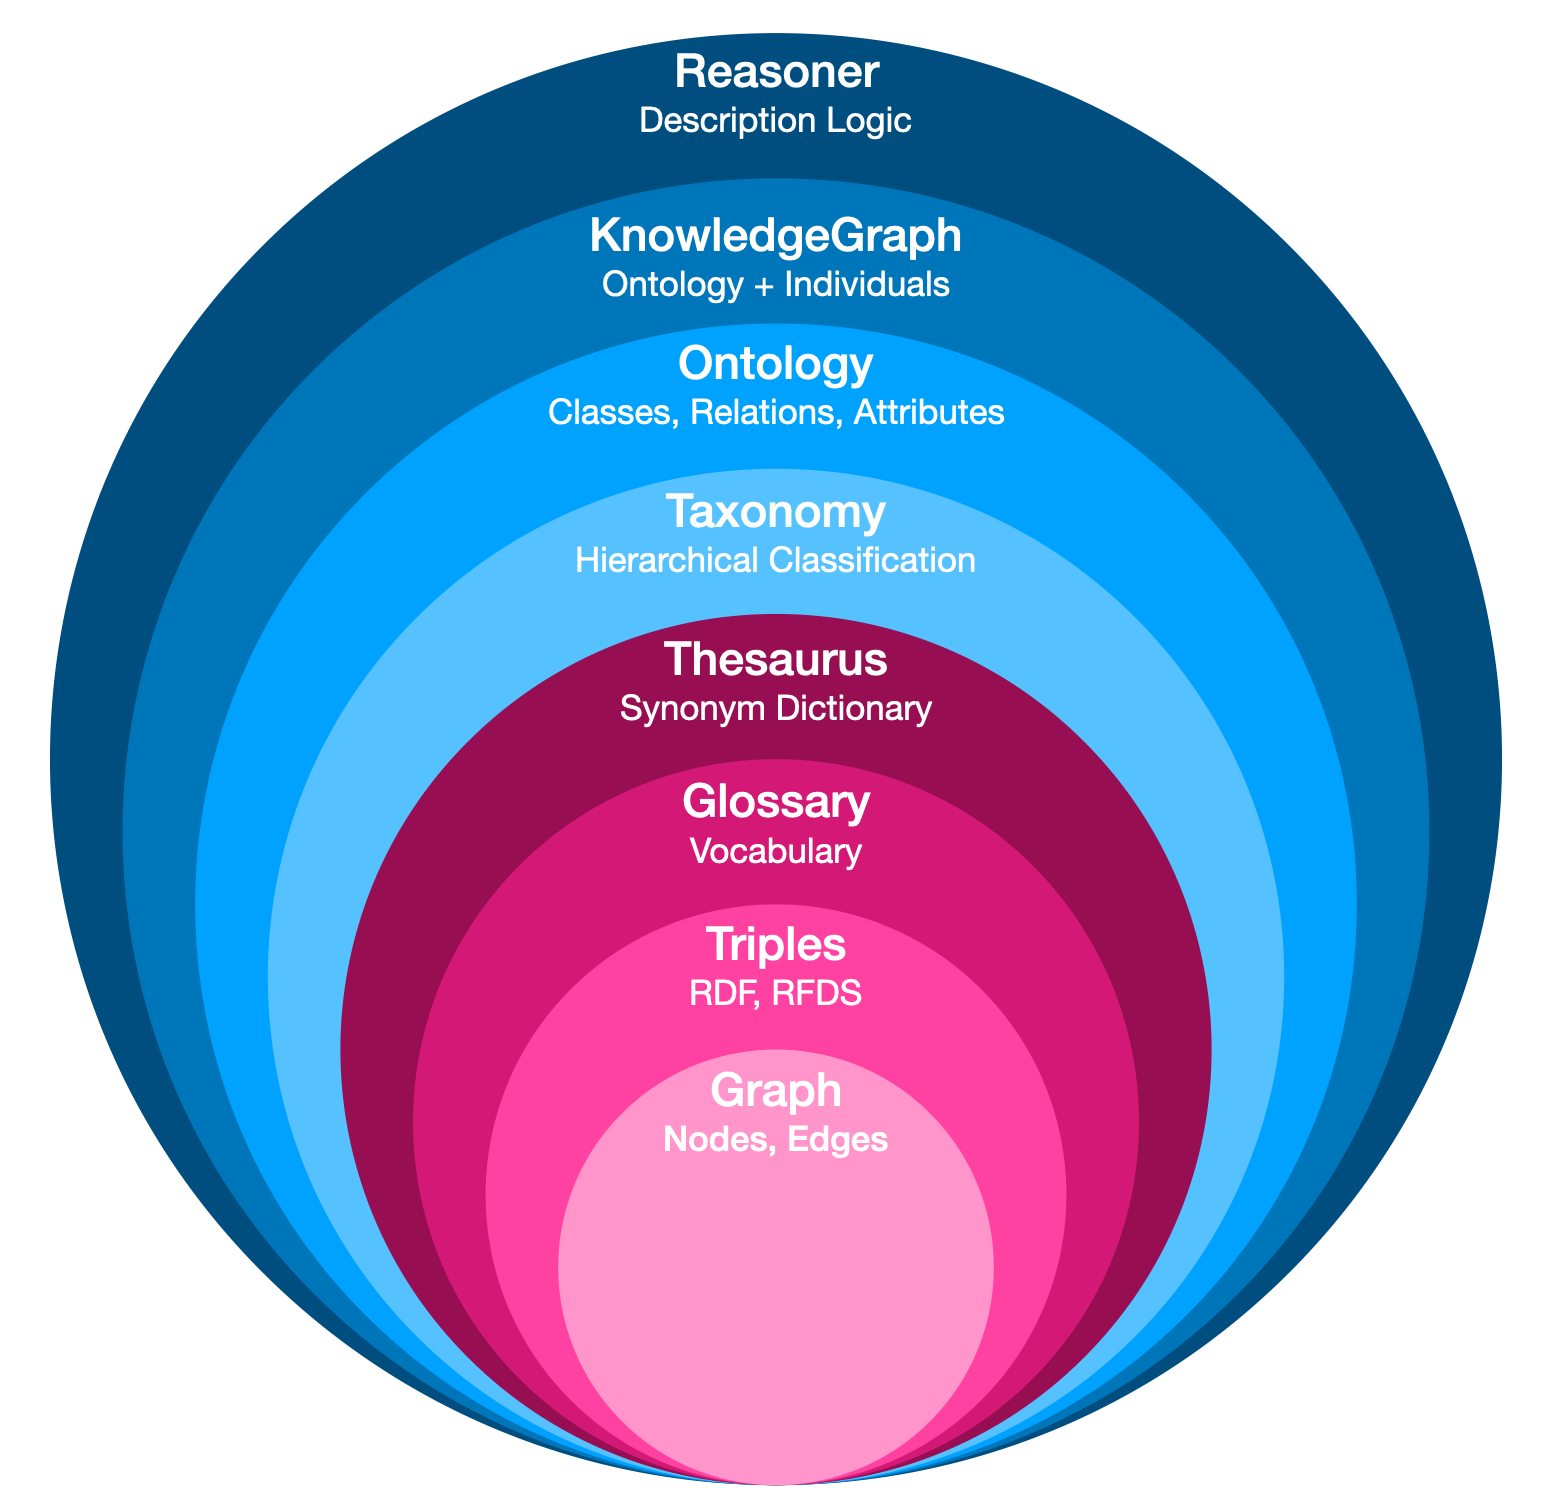 Reasoner
Description Logic
KnowledgeGraph
Ontology + Individuals
Ontology
Classes, Relations, Attributes
Taxonomy
Hierarchical Classification
Thesaurus
Synonym Dictionary
Glossary
Vocabulary
Triples
RDF, RFDS
Graph
Nodes, Edges